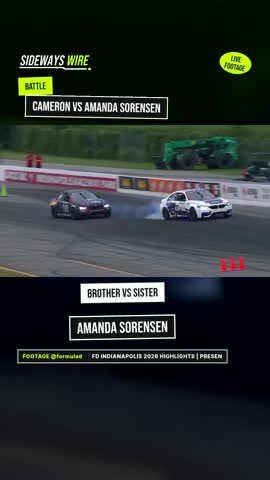 SIDEWAYS WIRE.
LIVE
FOOTAGE
BATTLE
CAMERON VS AMANDA SORENSEN
BROTHER VS SISTER
AMANDA SORENSEN
FOOTAGE @formulad FD INDIANAPOLIS 2026 HIGHLIGHTS | PRESEN